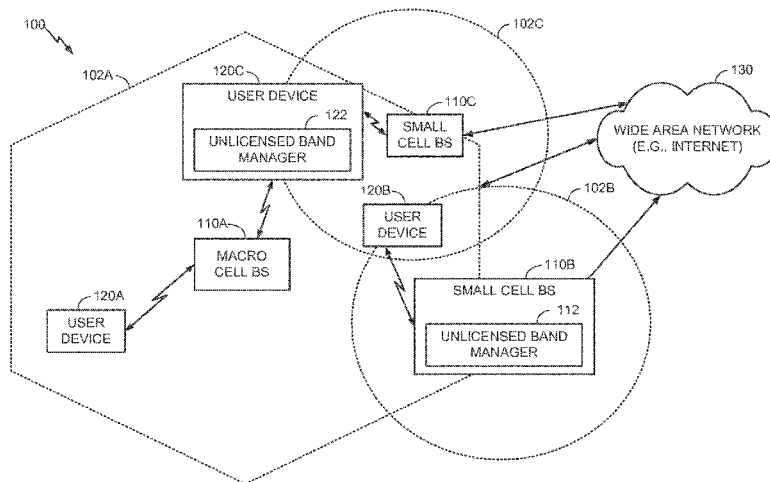 100
102A
102C
120C
USER DEVICE
122
UNLICENSED BAND
MANAGER
110C
SMALL
CELL BS
130
WIDE AREA NETWORK
(E.G., INTERNET)
120B
USER
DEVICE
102B
110A
MACRO
CELL BS
110B
SMALL CELL BS
112
UNLICENSED BAND
MANAGER
120A
USER
DEVICE